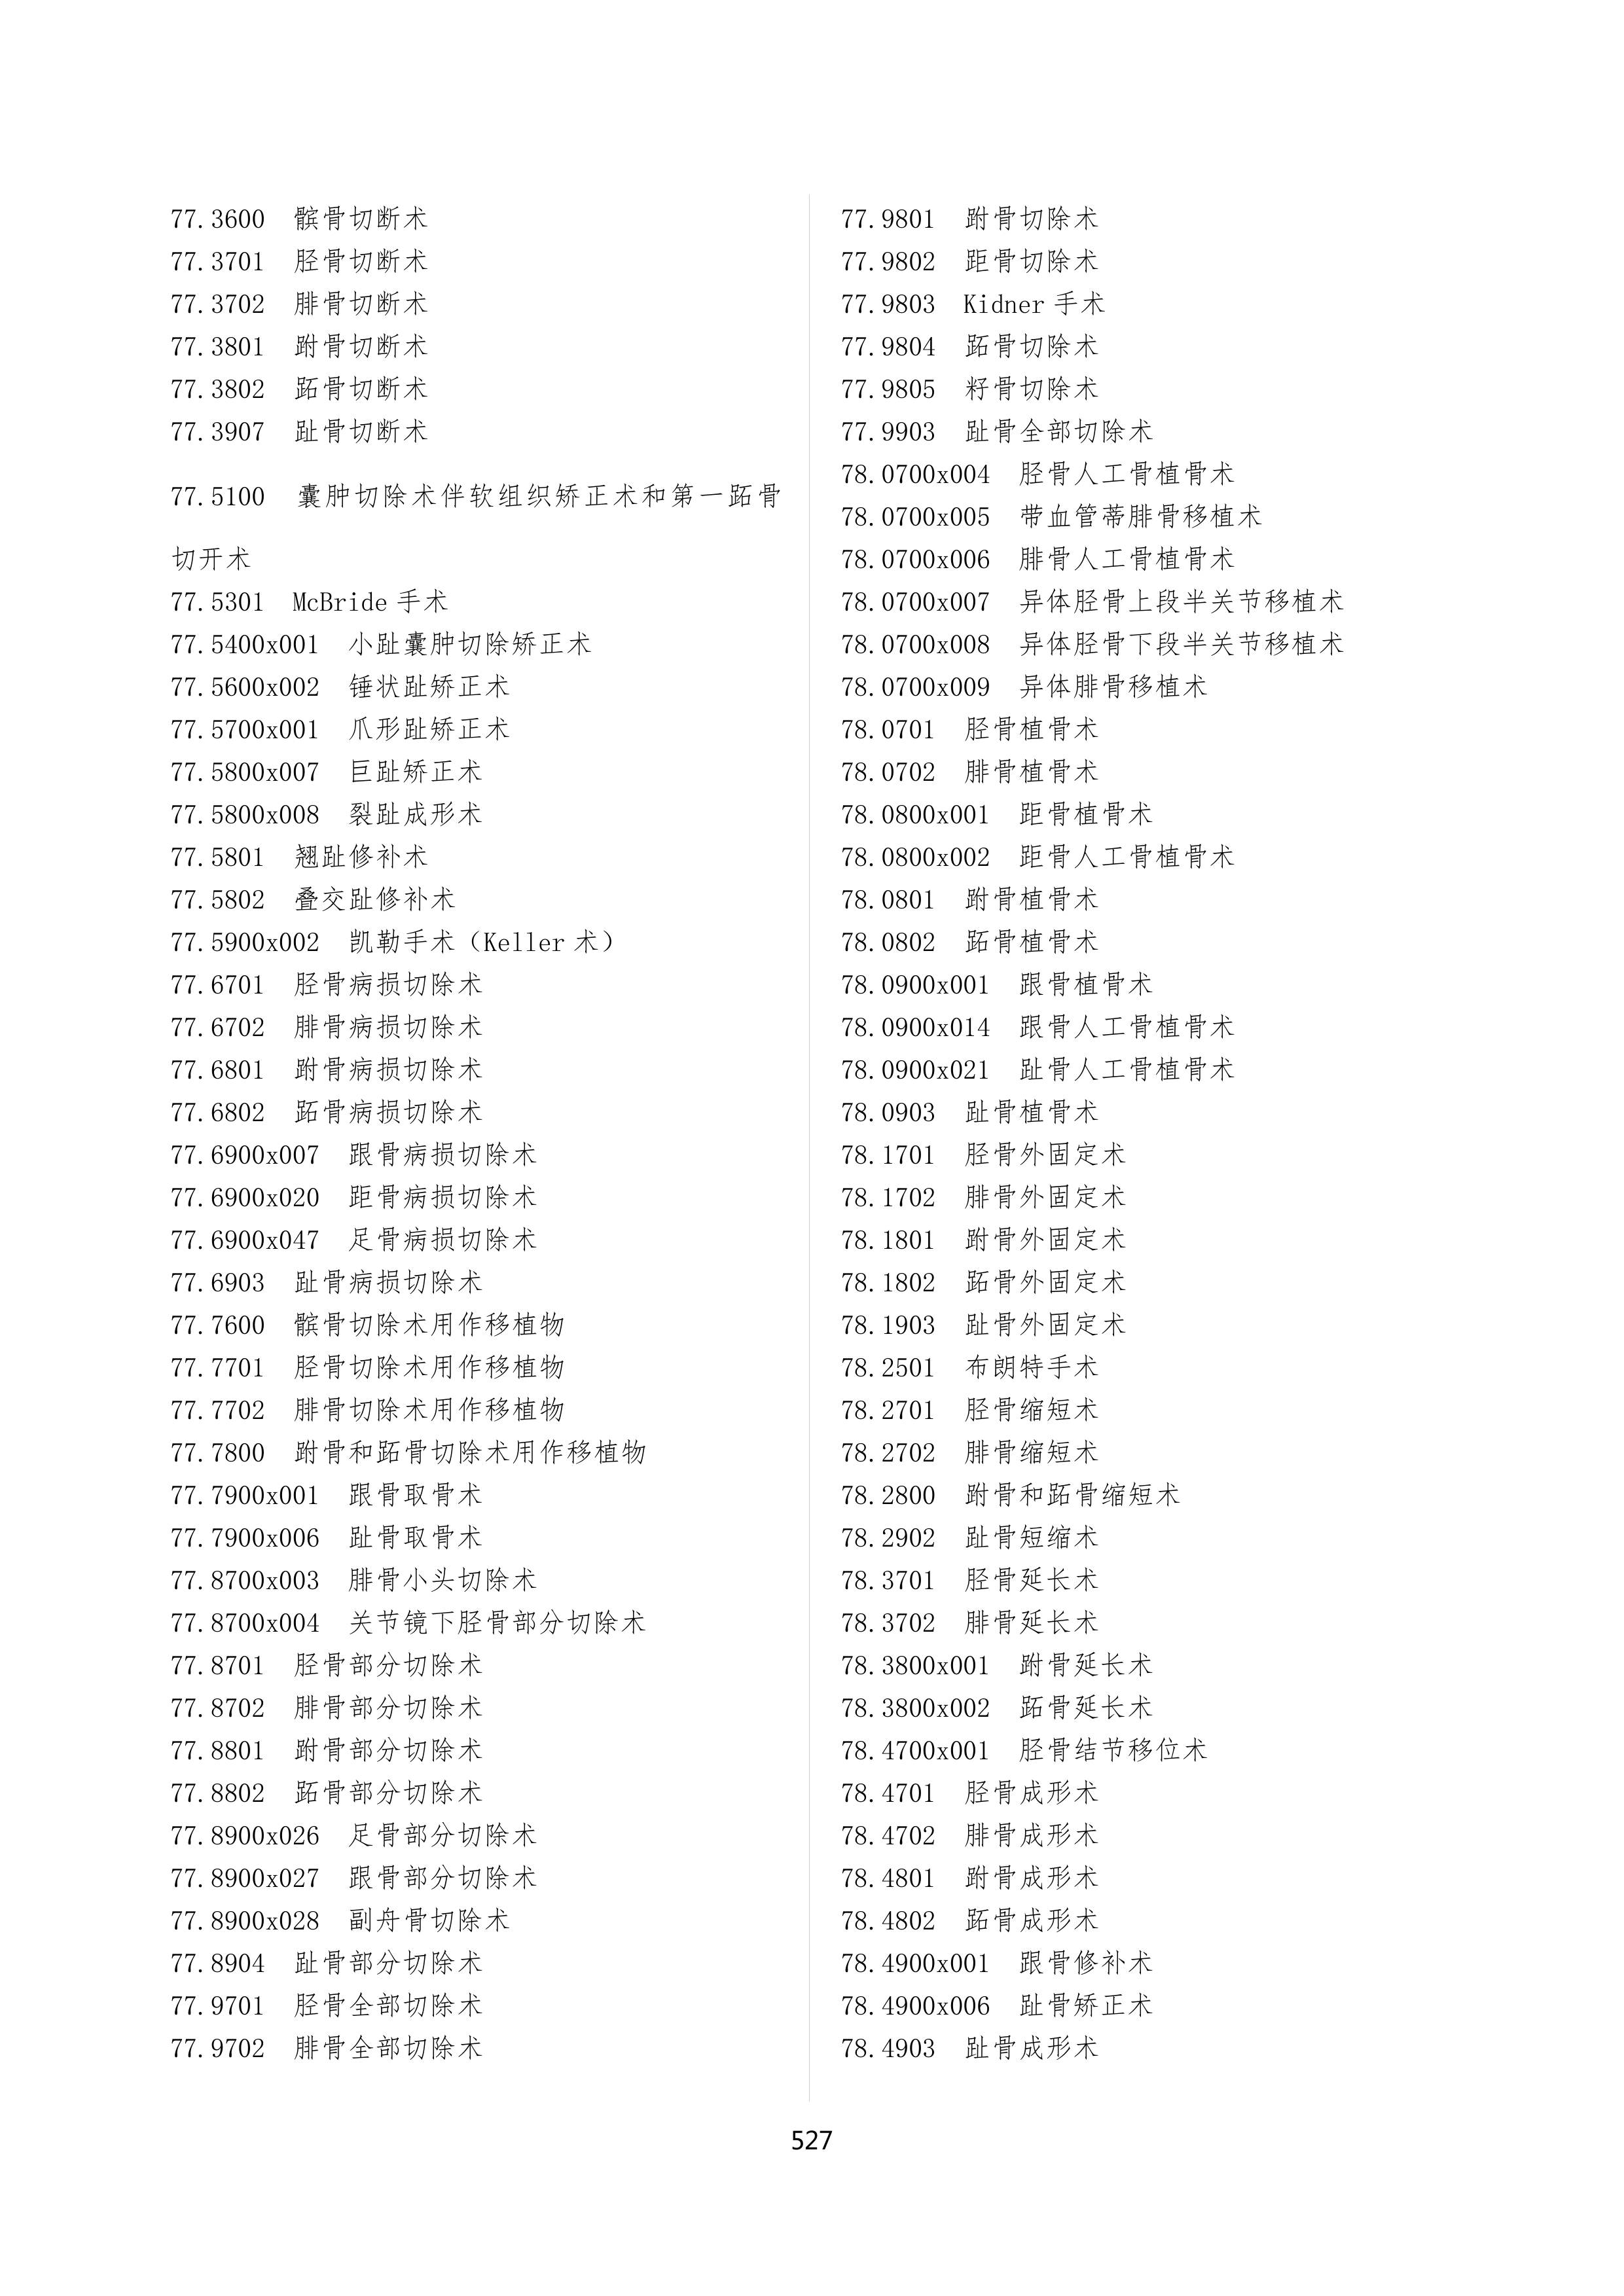 77.3600 髌骨切断术
77.3701 胫骨切断术
77.3702 腓骨切断术
77.3801 跗骨切断术
77.3802 跖骨切断术
77.3907 趾骨切断术
77.5100 囊肿切除术伴软组织矫正术和第一跖骨
切开术
77.5301 McBride 手术
77.5400x001 小趾囊肿切除矫正术
77.5600x002 锤状趾矫正术
77.5700x001 爪形趾矫正术
77.5800x007 巨趾矫正术
77.5800x008 裂趾成形术
77.5801 翘趾修补术
77.5802 叠交趾修补术
77.5900x002 凯勒手术（Keller 术）
77.6701 胫骨病损切除术
77.6702 腓骨病损切除术
77.6801 跗骨病损切除术
77.6802 跖骨病损切除术
77.6900x007 跟骨病损切除术
77.6900x020 距骨病损切除术
77.6900x047 足骨病损切除术
77.6903 趾骨病损切除术
77.7600 髌骨切除术用作移植物
77.7701 胫骨切除术用作移植物
77.7702 腓骨切除术用作移植物
77.7800 跗骨和跖骨切除术用作移植物
77.7900x001 跟骨取骨术
77.7900x006 趾骨取骨术
77.8700x003 腓骨小头切除术
77.8700x004 关节镜下胫骨部分切除术
77.8701 胫骨部分切除术
77.8702 腓骨部分切除术
77.8801 跗骨部分切除术
77.8802 跖骨部分切除术
77.8900x026 足骨部分切除术
77.8900x027 跟骨部分切除术
77.8900x028 副舟骨切除术
77.8904 趾骨部分切除术
77.9701 胫骨全部切除术
77.9702 腓骨全部切除术
77.9801 跗骨切除术
77.9802 距骨切除术
77.9803 Kidner 手术
77.9804 跖骨切除术
77.9805 籽骨切除术
77.9903 趾骨全部切除术
78.0700x004 胫骨人工骨植骨术
78.0700x005 带血管蒂腓骨移植术
78.0700x006 腓骨人工骨植骨术
78.0700x007 异体胫骨上段半关节移植术
78.0700x008 异体胫骨下段半关节移植术
78.0700x009 异体腓骨移植术
78.0701 胫骨植骨术
78.0702 腓骨植骨术
78.0800x001 距骨植骨术
78.0800x002 距骨人工骨植骨术
78.0801 跗骨植骨术
78.0802 跖骨植骨术
78.0900x001 跟骨植骨术
78.0900x014 跟骨人工骨植骨术
78.0900x021 趾骨人工骨植骨术
78.0903 趾骨植骨术
78.1701 胫骨外固定术
78.1702 腓骨外固定术
78.1801 跗骨外固定术
78.1802 跖骨外固定术
78.1903 趾骨外固定术
78.2501 布朗特手术
78.2701 胫骨缩短术
78.2702 腓骨缩短术
78.2800 跗骨和跖骨缩短术
78.2902 趾骨短缩术
78.3701 胫骨延长术
78.3702 腓骨延长术
78.3800x001 跗骨延长术
78.3800x002 跖骨延长术
78.4700x001 胫骨结节移位术
78.4701 胫骨成形术
78.4702 腓骨成形术
78.4801 跗骨成形术
78.4802 跖骨成形术
78.4900x001 跟骨修补术
78.4900x006 趾骨矫正术
78.4903 趾骨成形术
527